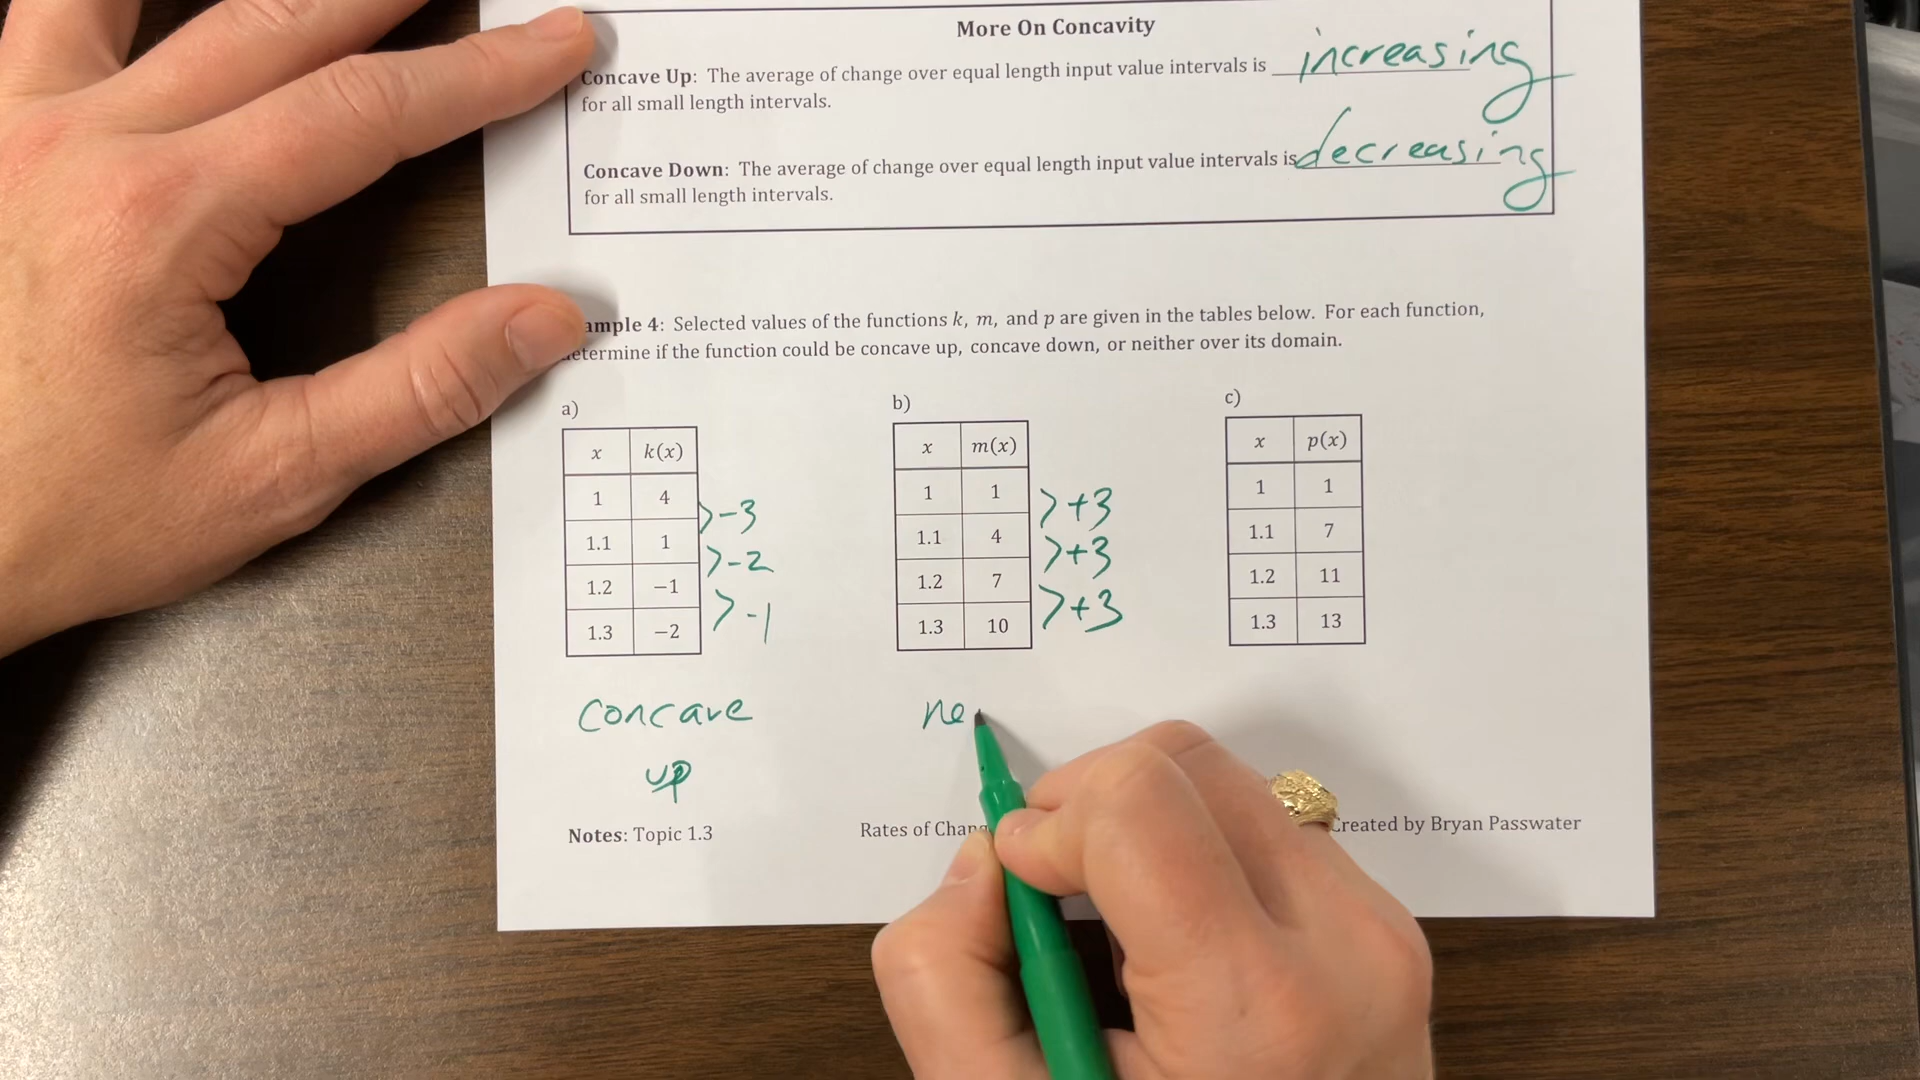 More On Concavity
Concave Up: The average of change over equal length input value intervals is increasing
for all small length intervals.
Concave Down: The average of change over equal length input value intervals is decreasing
for all small length intervals.
ample 4: Selected values of the functions k, m, and p are given in the tables below. For each function,
etermine if the function could be concave up, concave down, or neither over its domain.
a)
x k(x)
1 4
1.1 1
1.2 −1
1.3 −2
>-3
>-2
>-1
concave
up
b)
x m(x)
1 1
1.1 4
1.2 7
1.3 10
>+3
>+3
>+3
ne
c)
x p(x)
1 1
1.1 7
1.2 11
1.3 13
Notes: Topic 1.3
Rates of Chang
Created by Bryan Passwater